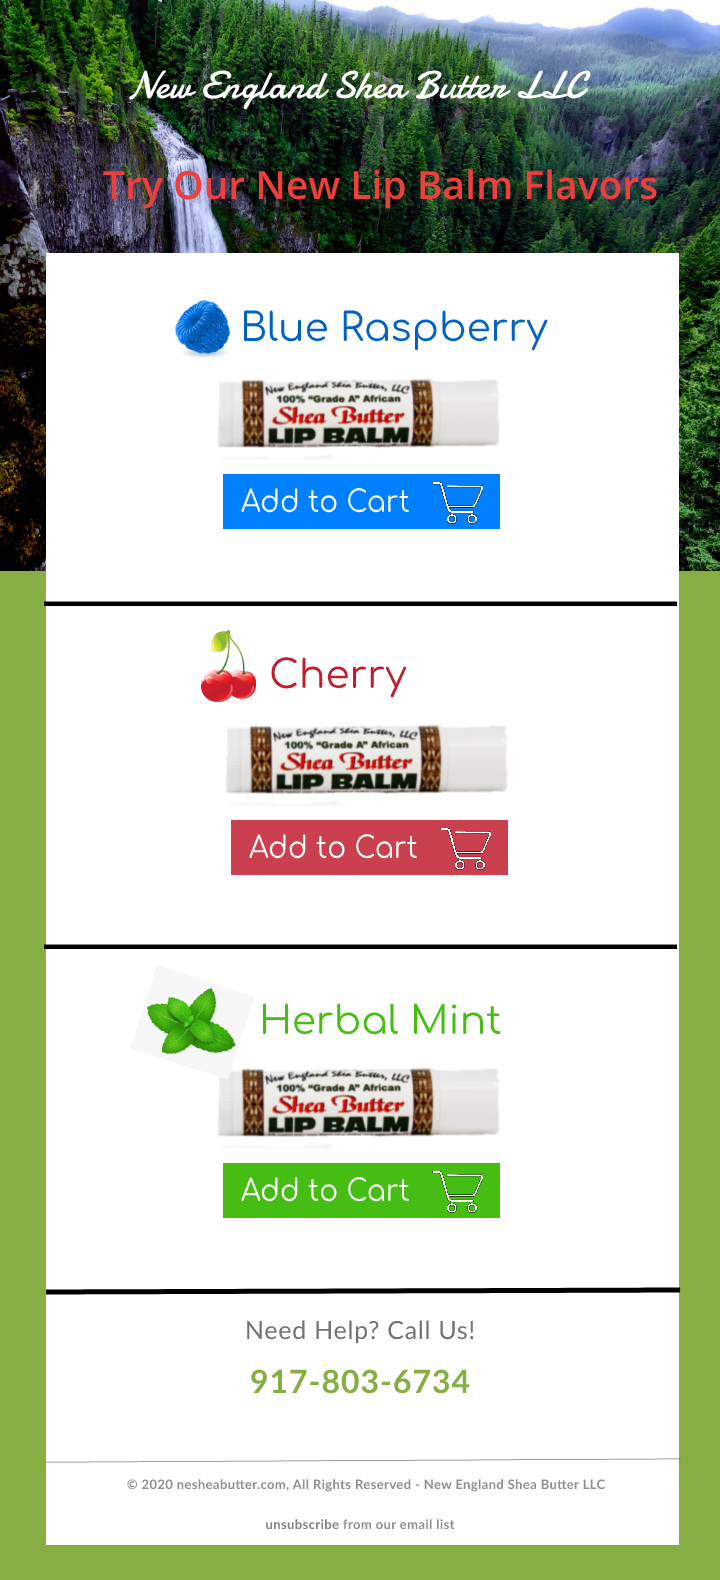 New England Shea Butter LLC
Try Our New Lip Balm Flavors
Blue Raspberry
New England Shea Butter, LLC
100% "Grade A" African
Shea Butter
LIP BALM
Add to Cart
Cherry
New England Shea Butter, LLC
100% "Grade A" African
Shea Butter
LIP BALM
Add to Cart
Herbal Mint
New England Shea Butter, LLC
100% "Grade A" African
Shea Butter
LIP BALM
Add to Cart
Need Help? Call Us!
917-803-6734
© 2020 nesheabutter.com, All Rights Reserved - New England Shea Butter LLC
unsubscribe from our email list